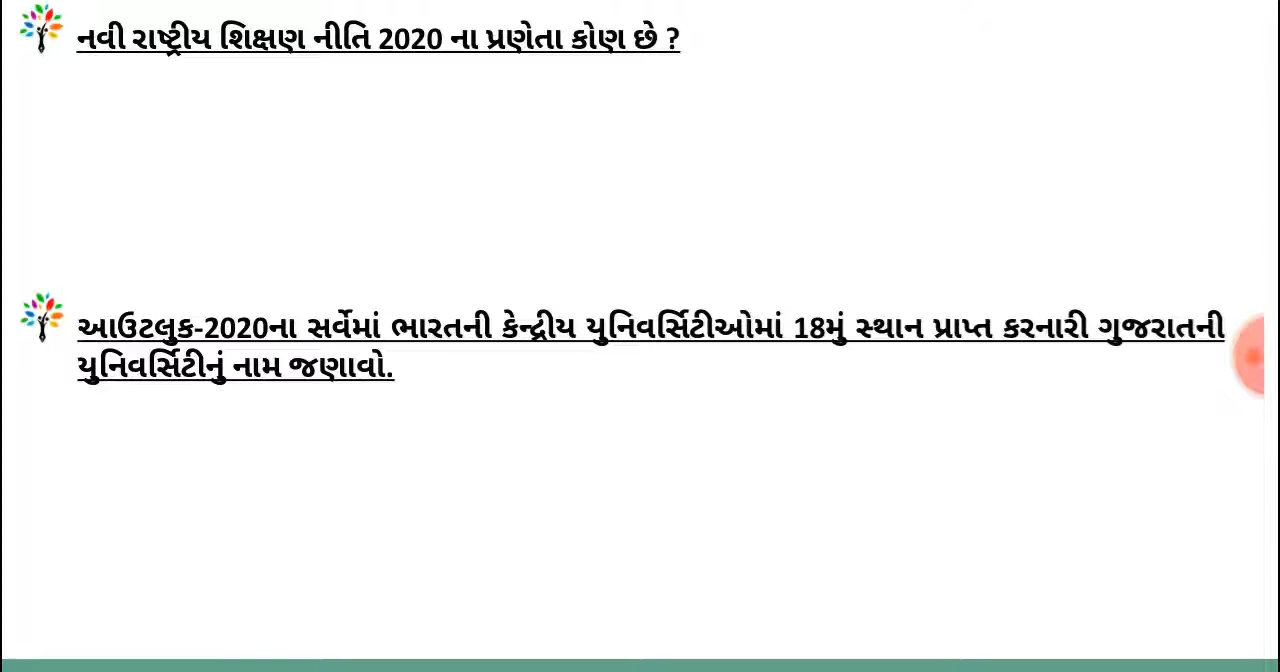 નવી રાષ્ટ્રીય શિક્ષણ નીતિ 2020 ના પ્રણેતા કોણ છે ?
આઉટલુક-2020ના સર્વેમાં ભારતની કેન્દ્રીય યુનિવર્સિટીઓમાં 18મું સ્થાન પ્રાપ્ત કરનારી ગુજરાતની
યુનિવર્સિટીનું નામ જણાવો.